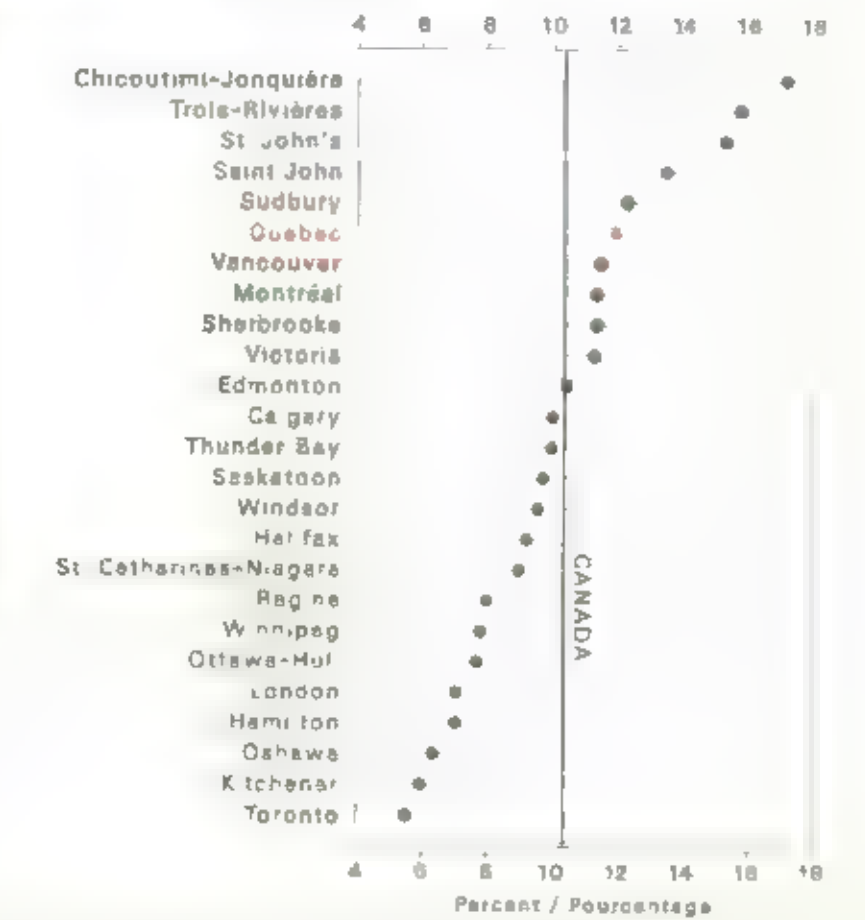 4 6 8 10 12 14 16 18
Chicoutimi-Jonquière
Trois-Rivières
St. John's
Saint John
Sudbury
Québec
Vancouver
Montréal
Sherbrooke
Victoria
Edmonton
Calgary
Thunder Bay
Saskatoon
Windsor
Halifax
St. Catharines-Niagara
Regina
Winnipeg
Ottawa-Hull
London
Hamilton
Oshawa
Kitchener
Toronto
CANADA
4 6 8 10 12 14 16 18
Percent / Pourcentage